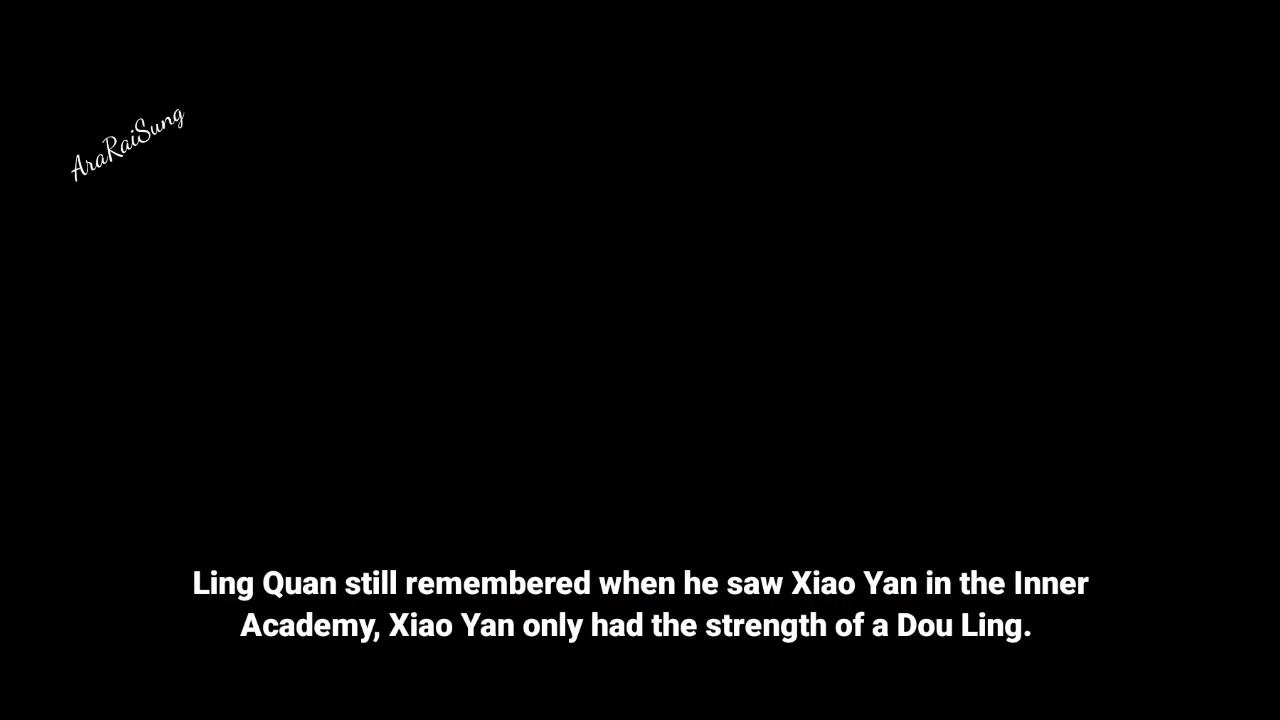 AraRaiSung
Ling Quan still remembered when he saw Xiao Yan in the Inner
Academy, Xiao Yan only had the strength of a Dou Ling.